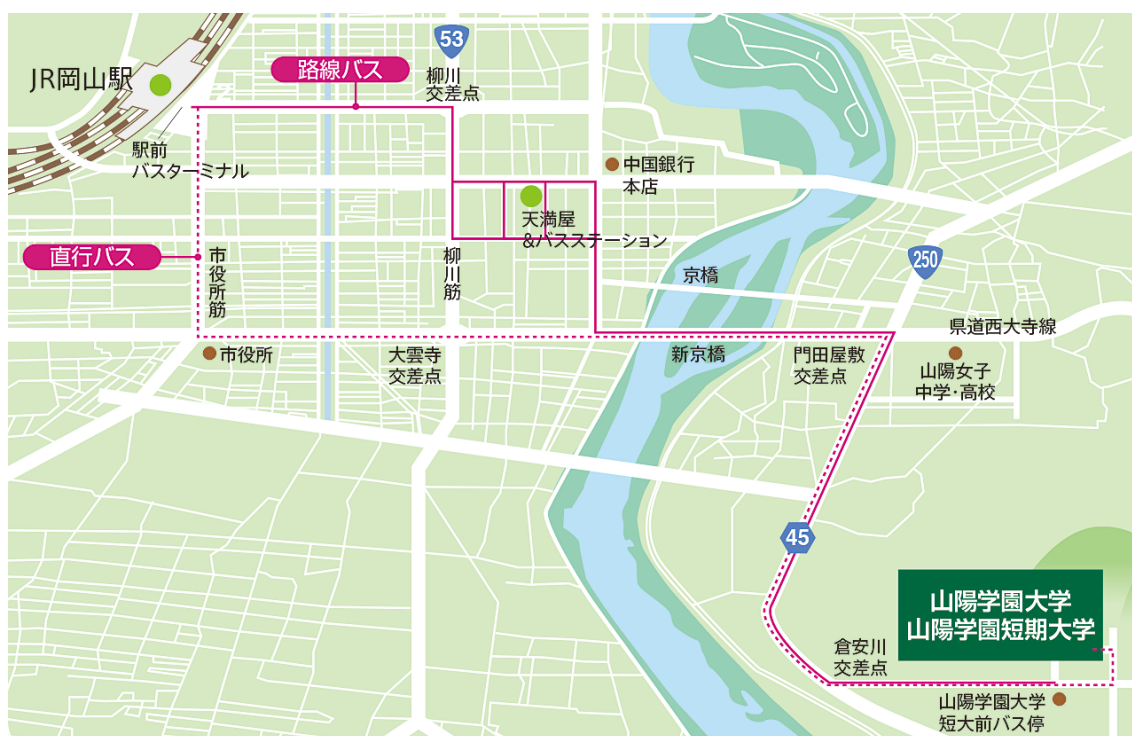 53
JR岡山駅
路線バス
柳川
交差点
駅前
バスターミナル
中国銀行
本店
天満屋
&バスステーション
直行バス
市役所筋
柳川筋
250
京橋
県道西大寺線
市役所
大雲寺
交差点
新京橋
門田屋敷
交差点
山陽女子
中学・高校
45
山陽学園大学
山陽学園短期大学
倉安川
交差点
山陽学園大学
短大前バス停